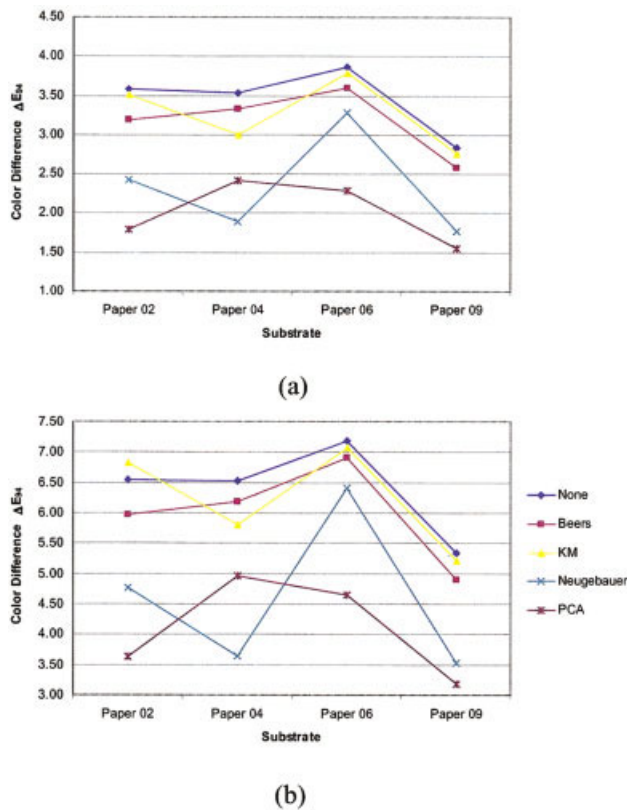 4.50
4.00
3.50
3.00
2.50
2.00
1.50
1.00
Color Difference ΔE94
Paper 02 Paper 04 Paper 06 Paper 09
Substrate
(a)
7.50
7.00
6.50
6.00
5.50
5.00
4.50
4.00
3.50
3.00
Color Difference ΔE94
None
Beers
KM
Neugebauer
PCA
Paper 02 Paper 04 Paper 06 Paper 09
Substrate
(b)